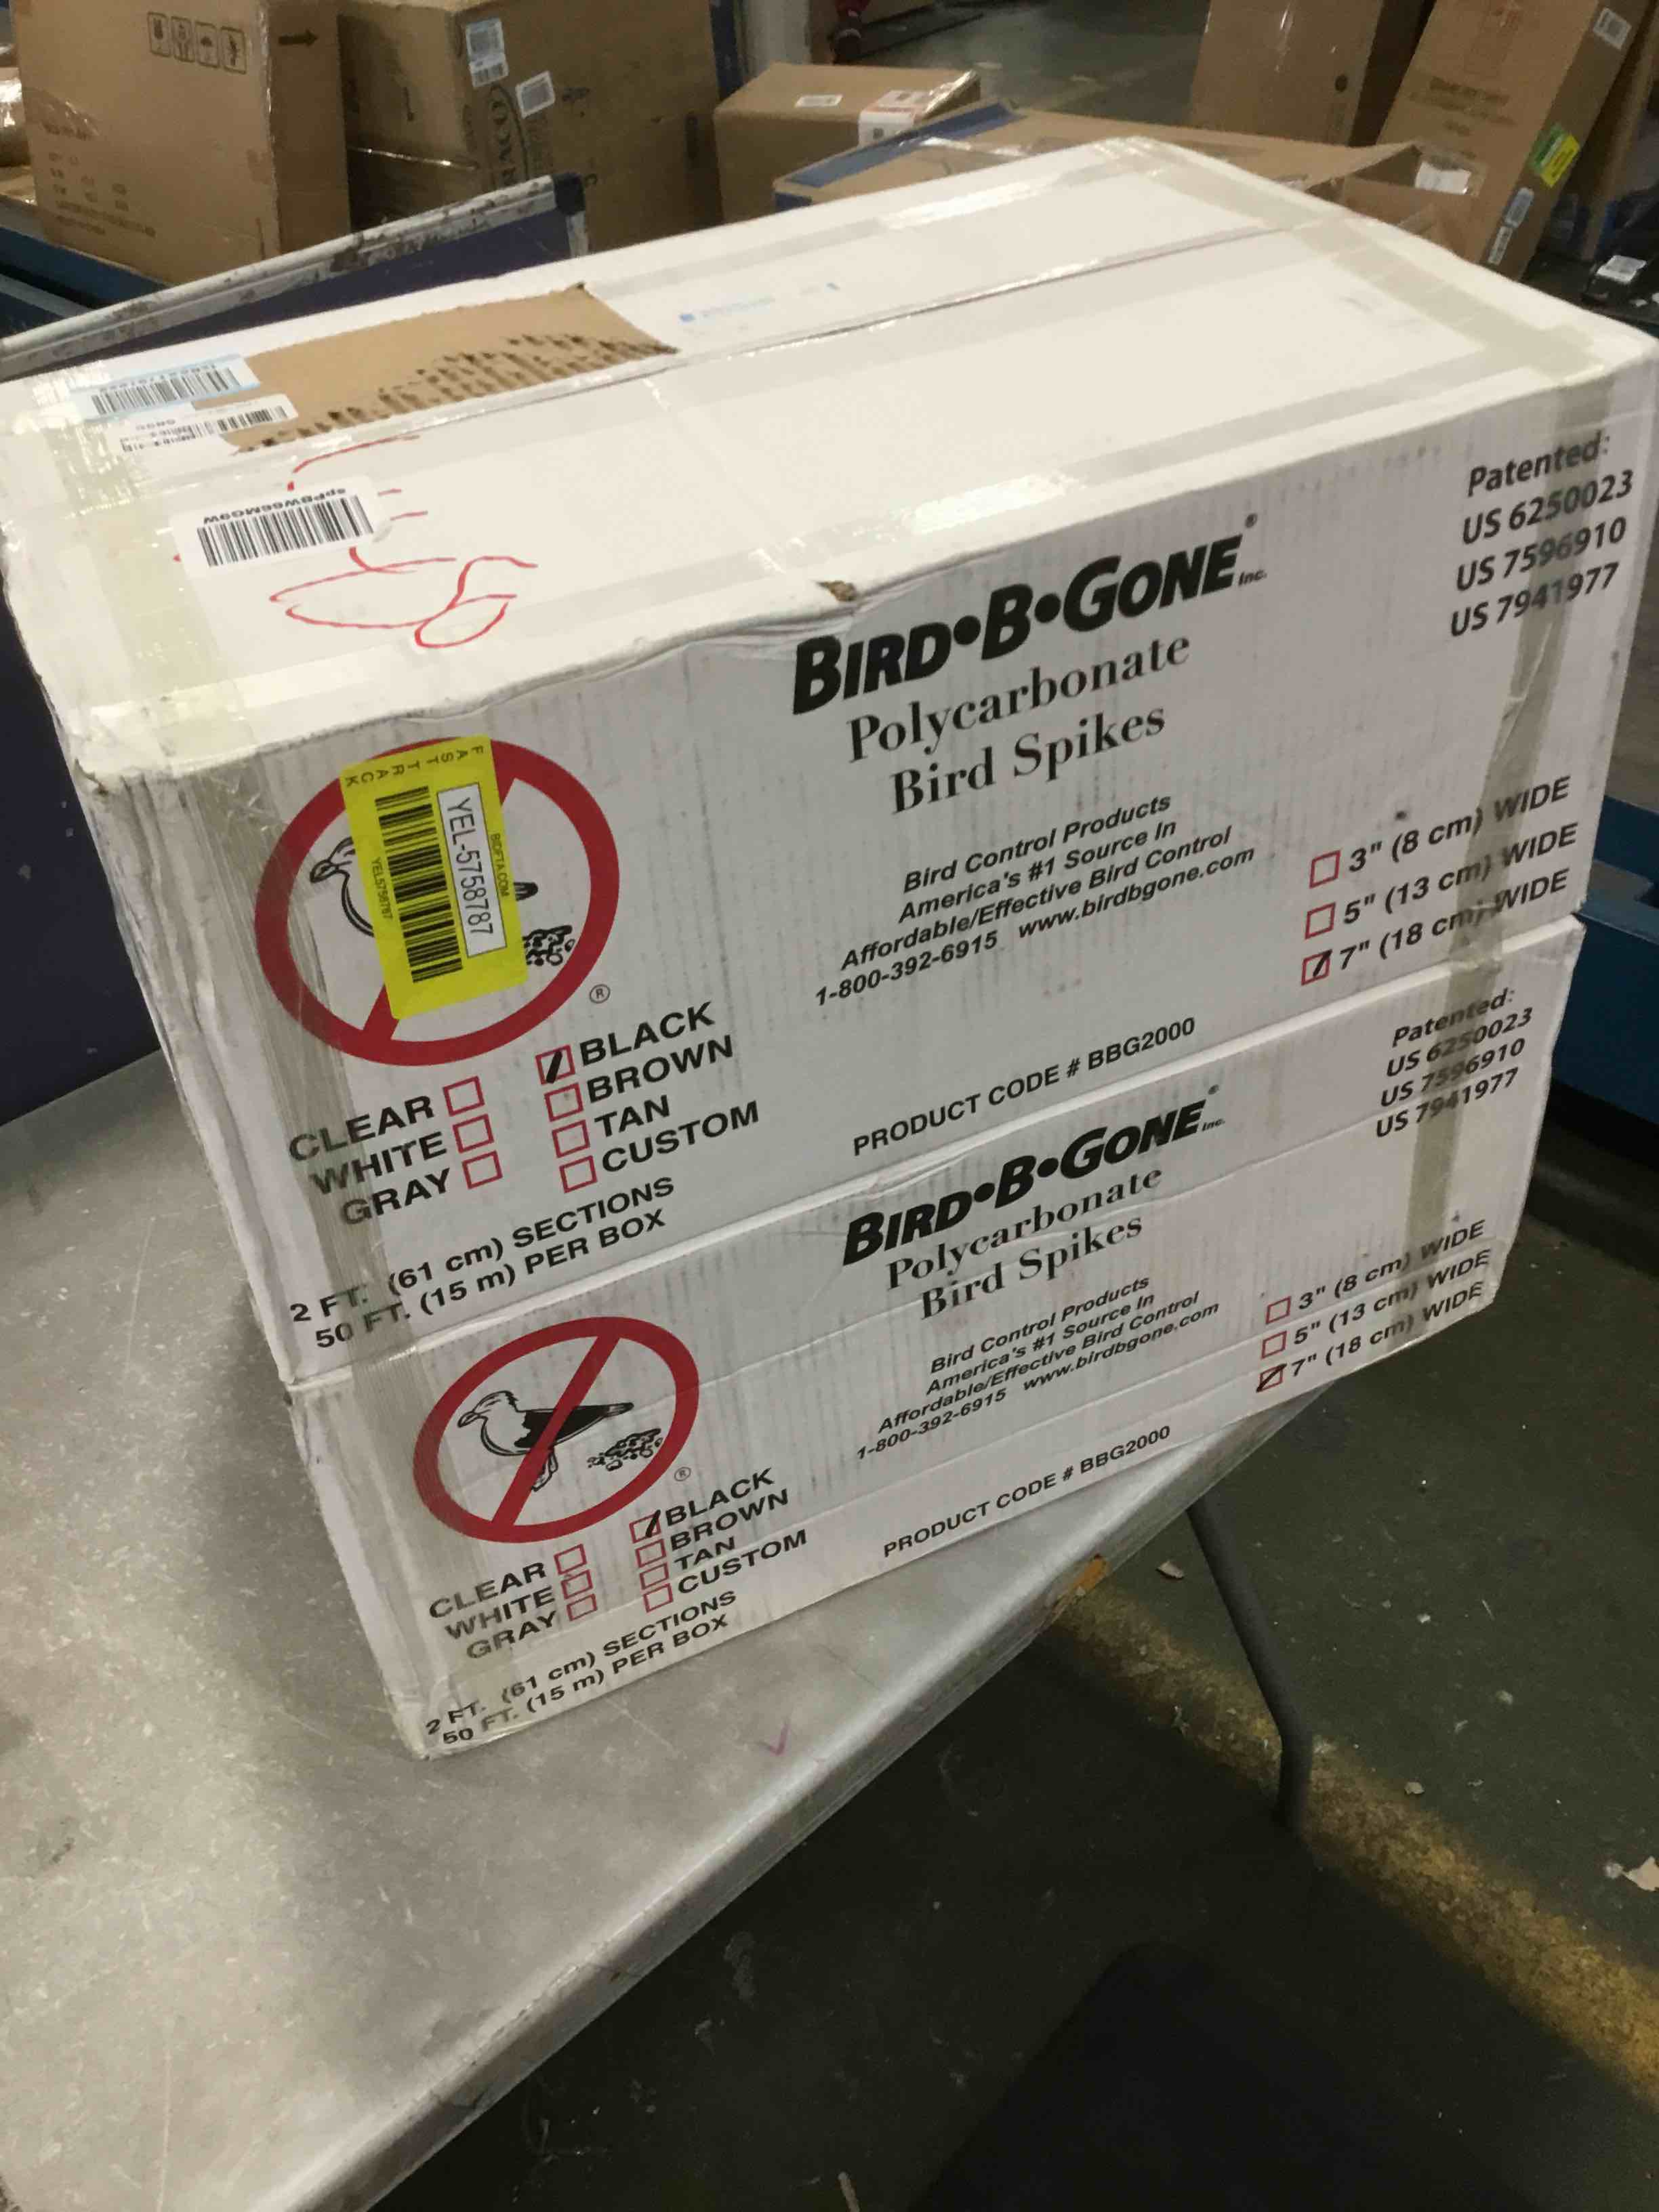 spPBW66MG9W
BIRD•B•GONE® Inc.
Polycarbonate
Bird Spikes
Bird Control Products
America's #1 Source In
Affordable/Effective Bird Control
1-800-392-6915 www.birdbgone.com
Patented:
US 6250023
US 7596910
US 7941977
3" (8 cm) WIDE
5" (13 cm) WIDE
7" (18 cm) WIDE
FAST TRACK
BIDFTA.COM
YEL-5758787
YEL5758787
®
CLEAR
WHITE
GRAY
BLACK
BROWN
TAN
CUSTOM
2 FT. (61 cm) SECTIONS
50 FT. (15 m) PER BOX
PRODUCT CODE # BBG2000
BIRD•B•GONE® Inc.
Polycarbonate
Bird Spikes
Bird Control Products
America's #1 Source In
Affordable/Effective Bird Control
1-800-392-6915 www.birdbgone.com
Patented:
US 6250023
US 7596910
US 7941977
3" (8 cm) WIDE
5" (13 cm) WIDE
7" (18 cm) WIDE
®
CLEAR
WHITE
GRAY
BLACK
BROWN
TAN
CUSTOM
2 FT. (61 cm) SECTIONS
50 FT. (15 m) PER BOX
PRODUCT CODE # BBG2000